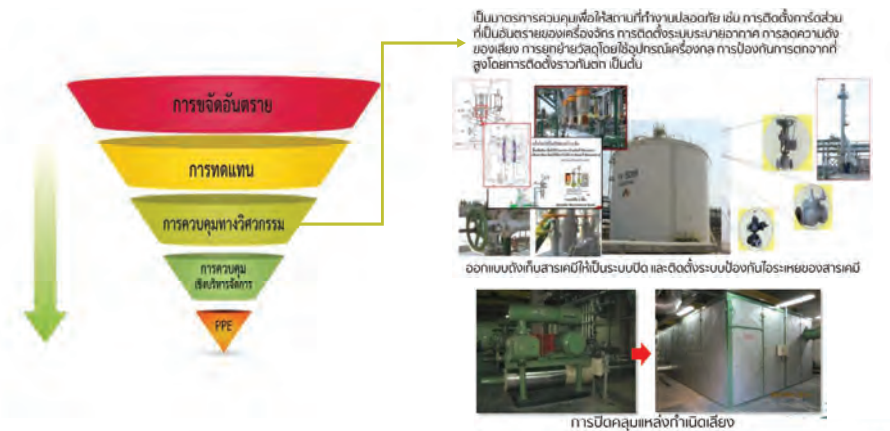 เป็นมาตรการควบคุมเพื่อให้สถานที่ทำงานปลอดภัย เช่น การติดตั้งการ์ดส่วน
ที่เป็นอันตรายของเครื่องจักร การติดตั้งระบบระบายอากาศ การลดความดัง
ของเสียง การยกย้ายวัสดุโดยใช้อุปกรณ์เครื่องกล การป้องกันการตกจากที่
สูงโดยการติดตั้งราวกันตก เป็นต้น
การขจัดอันตราย
การทดแทน
การควบคุมทางวิศวกรรม
การควบคุม
เชิงบริหารจัดการ
PPE
ออกแบบถังเก็บสารเคมีให้เป็นระบบปิด และติดตั้งระบบป้องกันไอระเหยของสารเคมี
การปิดคลุมแหล่งกำเนิดเสียง